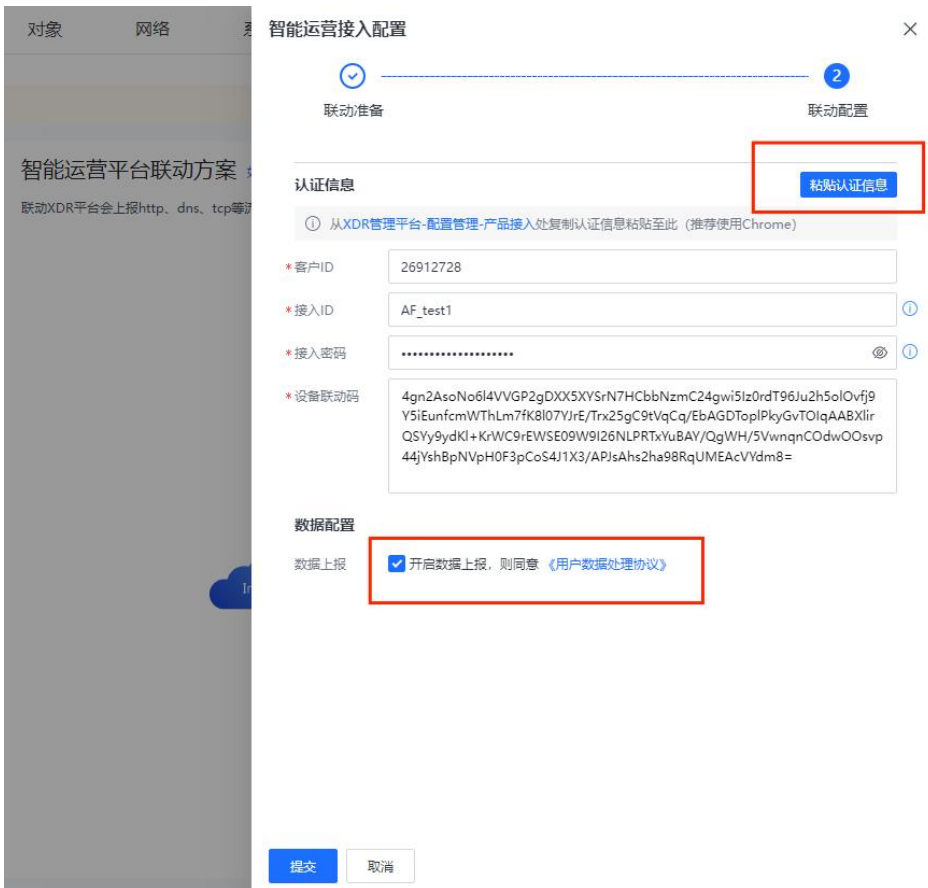 对象 网络
智能运营接入配置
2
联动准备 联动配置
智能运营平台联动方案
联动XDR平台会上报http、dns、tcp等流
认证信息 粘贴认证信息
从XDR管理平台-配置管理-产品接入处复制认证信息粘贴至此（推荐使用Chrome）
*客户ID 26912728
*接入ID AF_test1
*接入密码 ••••••••••••••••••••
*设备联动码 4gn2AsoNo6l4VVGP2gDXX5XYSrN7HCbbNzmC24gwi5Iz0rdT96Ju2h5olOvfj9
Y5iEunfcmWThLm7fK8l07YJrE/Trx25gC9tVqCq/EbAGDToplPkyGvTOIqAABXlir
QSYy9ydKl+KrWC9rEWSE09W9I26NLPRTxYuBAY/QgWH/5VwnqnCOdwOOsvp
44jYshBpNVpH0F3pCoS4J1X3/APJsAhs2ha98RqUMEAcVYdm8=
数据配置
数据上报 开启数据上报，则同意《用户数据处理协议》
In
提交 取消